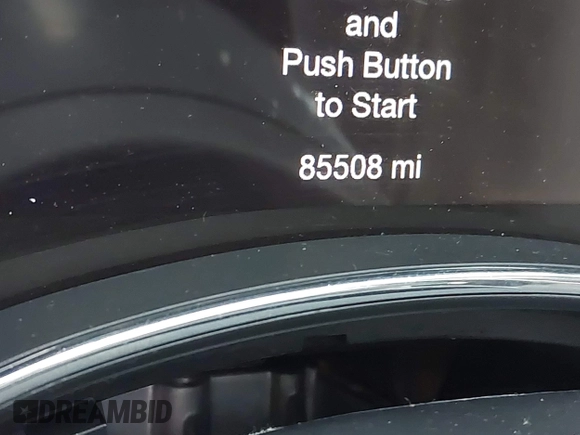 and
Push Button
to Start
85508 mi
DREAMBID